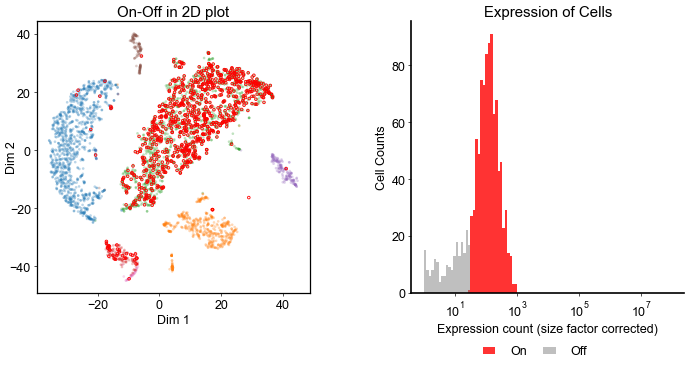 On-Off in 2D plot
40
20
0
−20
−40
−20
0
20
40
Dim 2
Dim 1
Expression of Cells
80
60
40
20
0
10^1
10^3
10^5
10^7
Cell Counts
Expression count (size factor corrected)
On
Off